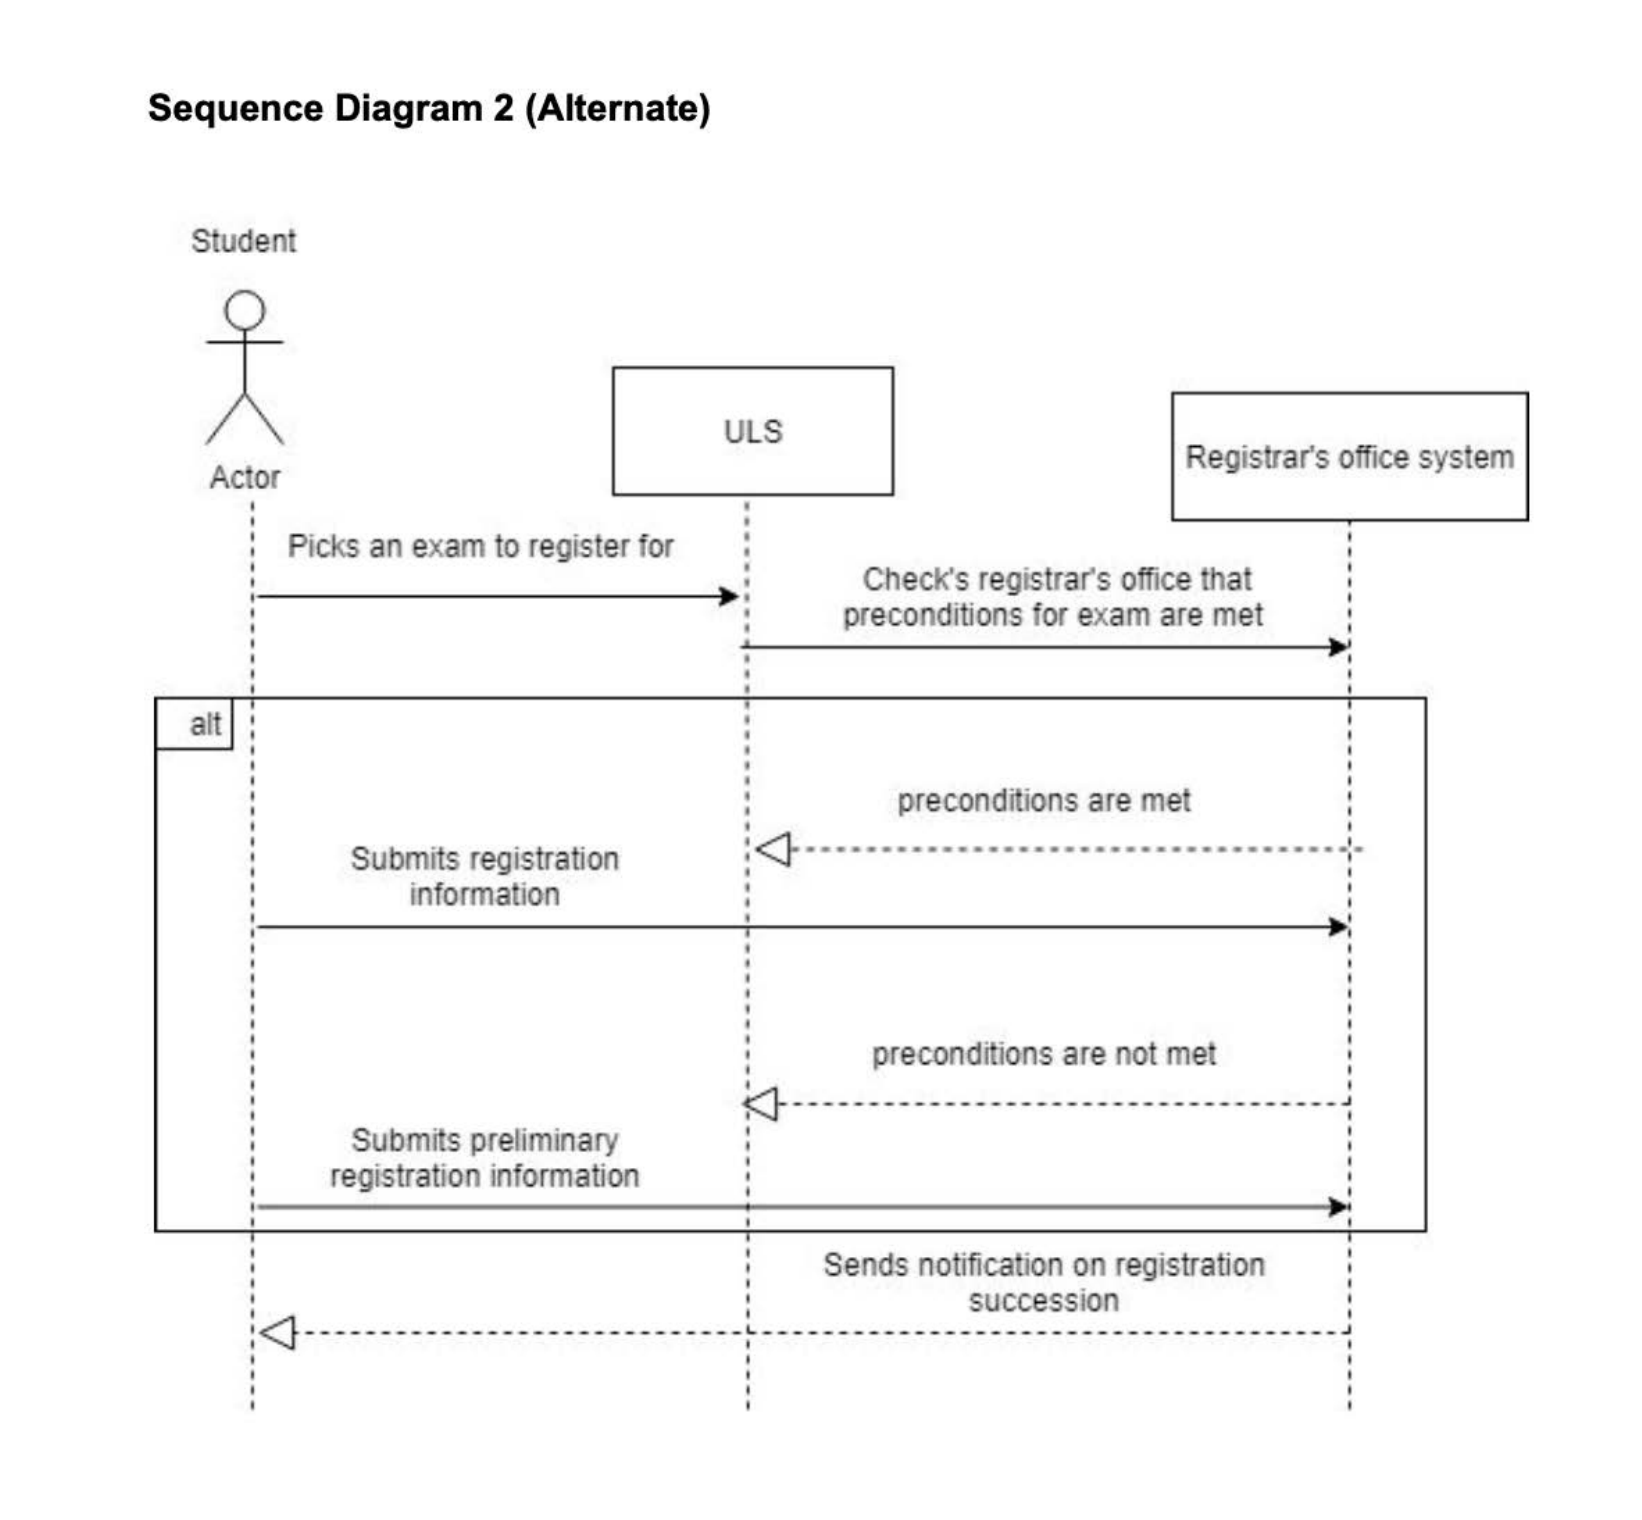 Sequence Diagram 2 (Alternate)
Student
Actor
ULS
Registrar's office system
Picks an exam to register for
Check's registrar's office that
preconditions for exam are met
alt
preconditions are met
Submits registration
information
preconditions are not met
Submits preliminary
registration information
Sends notification on registration
succession